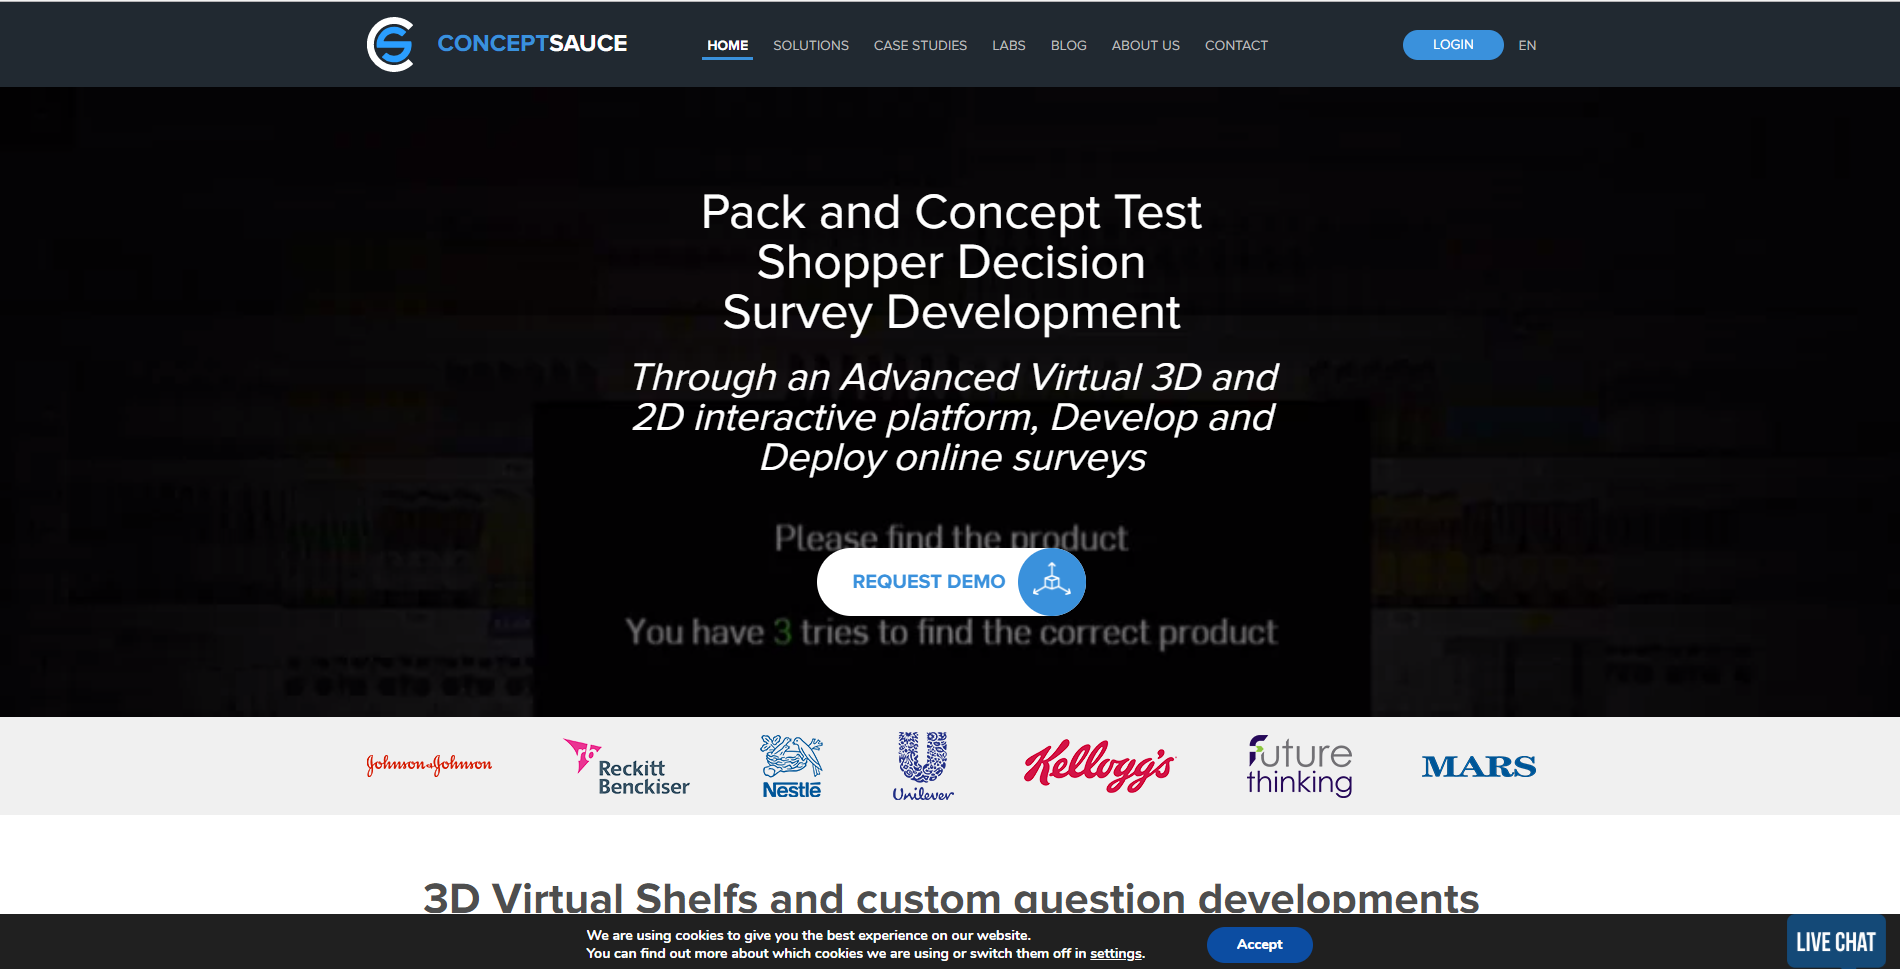 CONCEPTSAUCE
HOME SOLUTIONS CASE STUDIES LABS BLOG ABOUT US CONTACT
LOGIN EN
Pack and Concept Test
Shopper Decision
Survey Development
Through an Advanced Virtual 3D and
2D interactive platform, Develop and
Deploy online surveys
Please find the product
REQUEST DEMO
You have 3 tries to find the correct product
Johnson & Johnson
rb
Reckitt
Benckiser
Nestlē
Unilever
Kellogg's
future
thinking
MARS
3D Virtual Shelfs and custom question developments
We are using cookies to give you the best experience on our website.
You can find out more about which cookies we are using or switch them off in settings.
Accept
LIVE CHAT